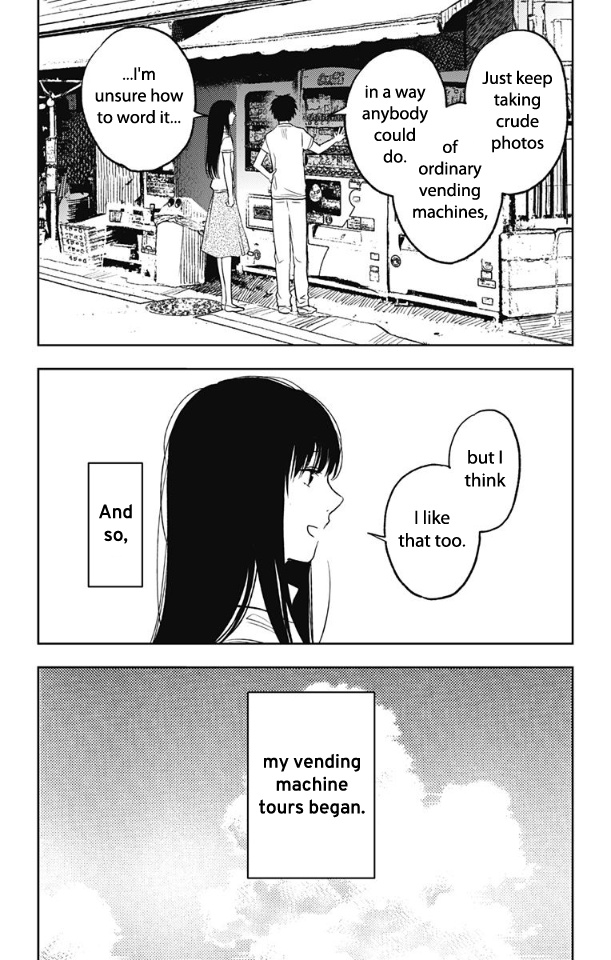 Just keep
taking
crude
photos
of
ordinary
vending
machines,
in a way
anybody
could
do.
...I'm
unsure how
to word it...
but I
think
I like
that too.
And
so,
my vending
machine
tours began.